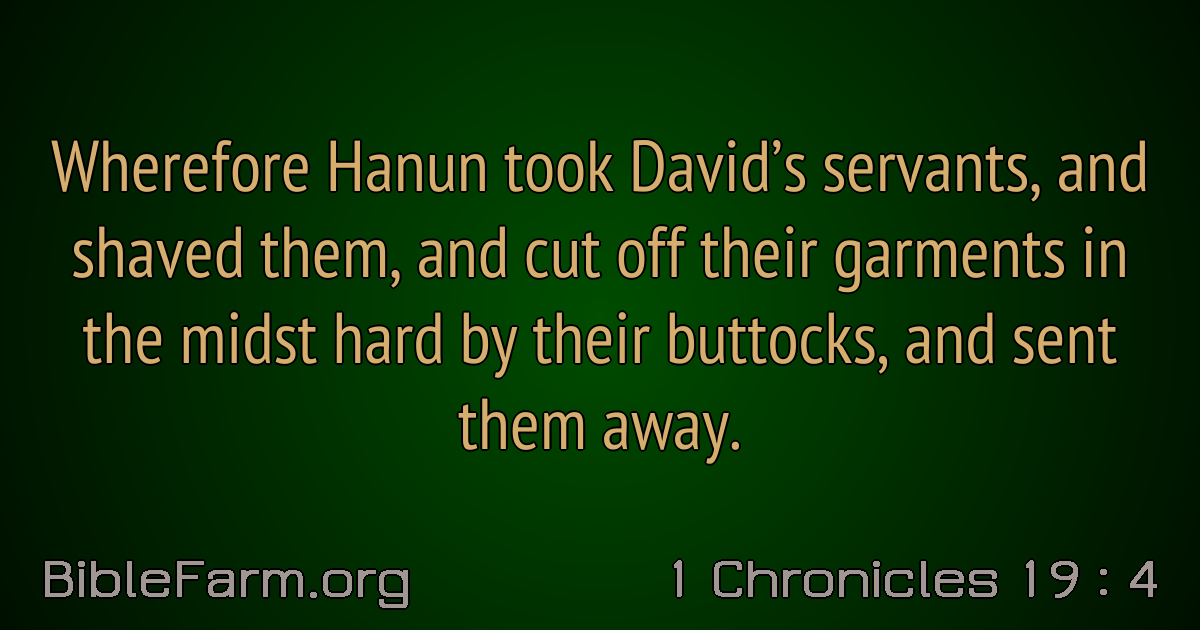 Wherefore Hanun took David’s servants, and
shaved them, and cut off their garments in
the midst hard by their buttocks, and sent
them away.
BibleFarm.org
1 Chronicles 19 : 4